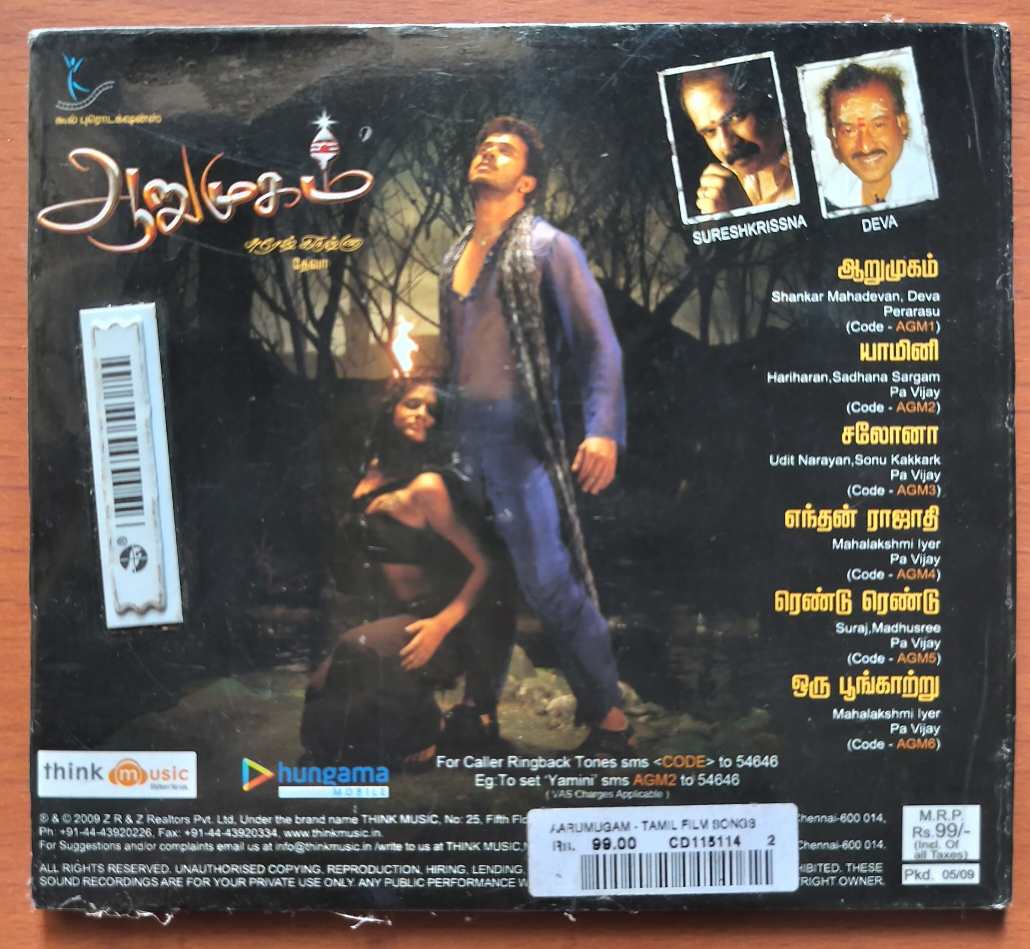 கூல் புரொடக்ஷன்ஸ்
ஆறுமுகம்
சுரேஷ் கிருஷ்ணா
தேவா
SURESHKRISSNA
DEVA
ஆறுமுகம்
Shankar Mahadevan, Deva
Perarasu
(Code - AGM1)
யாமினி
Hariharan,Sadhana Sargam
Pa Vijay
(Code - AGM2)
சலோனா
Udit Narayan,Sonu Kakkark
Pa Vijay
(Code - AGM3)
எந்தன் ராஜாதி
Mahalakshmi Iyer
Pa Vijay
(Code - AGM4)
ரெண்டு ரெண்டு
Suraj,Madhusree
Pa Vijay
(Code - AGM5)
ஒரு பூங்காற்று
Mahalakshmi Iyer
Pa Vijay
(Code - AGM6)
think music
hungama
MOBILE
For Caller Ringback Tones sms <CODE> to 54646
Eg:To set 'Yamini' sms AGM2 to 54646
( VAS Charges Applicable )
℗ & © 2009 Z R & Z Realtors Pvt. Ltd, Under the brand name THINK MUSIC, No: 25, Fifth Chennai-600 014,
Ph: +91-44-43920226, Fax: +91-44-43920334, www.thinkmusic.in.
For Suggestions and/or complaints email us at info@thinkmusic.in /write to us at THINK MUSIC, Chennai-600 014.
ALL RIGHTS RESERVED. UNAUTHORISED COPYING, REPRODUCTION, HIRING, LENDING, THESE
SOUND RECORDINGS ARE FOR YOUR PRIVATE USE ONLY. ANY PUBLIC PERFORMANCE OWNER.
AARUMUGAM - TAMIL FILM SONGS
99.00 CD115114 2
M.R.P.
Rs.99/-
(Incl. Of
all Taxes)
Pkd. 05/09